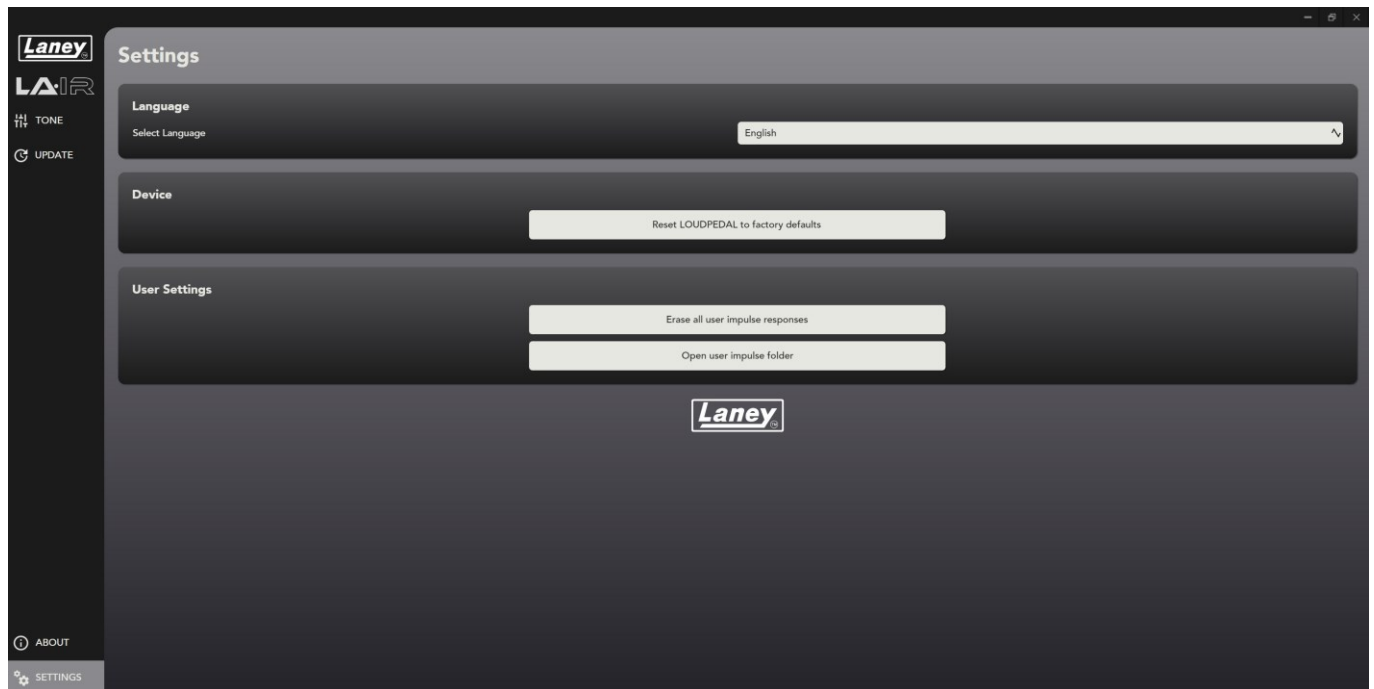 Laney
LA·IR
TONE
UPDATE
Settings
Language
Select Language
English
Device
Reset LOUDPEDAL to factory defaults
User Settings
Erase all user impulse responses
Open user impulse folder
Laney
ABOUT
SETTINGS